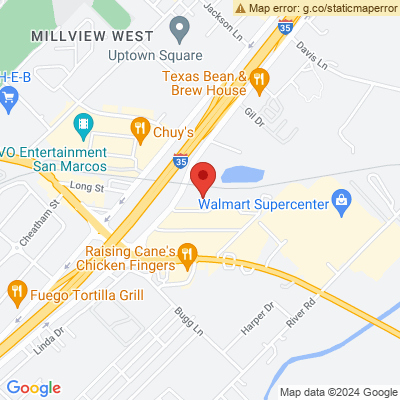 Map error: g.co/staticmaperror
MILLVIEW WEST
Jackson Ln
35
Uptown Square
Davis Ln
H-E-B
Texas Bean &
Brew House
Gil Dr
Chuy's
VO Entertainment
San Marcos
35
Long St
Walmart Supercenter
Cheatham St
Raising Cane's
Chicken Fingers
Fuego Tortilla Grill
Harper Dr
River Rd
Bugg Ln
Linda Dr
Google
Map data ©2024 Google